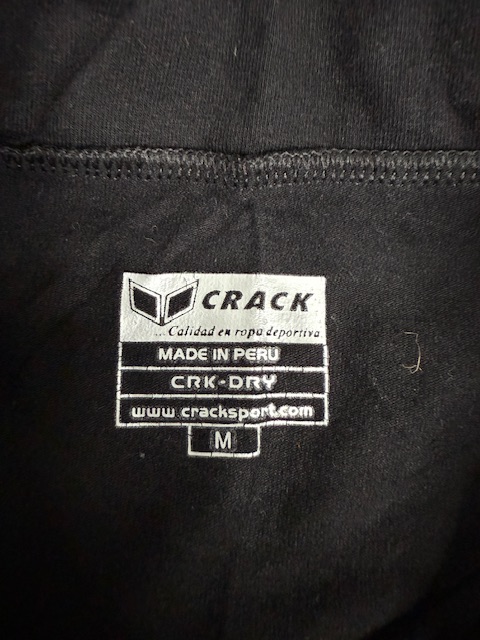 CRACK
...Calidad en ropa deportiva
MADE IN PERU
CRK-DRY
www cracksport.com
M